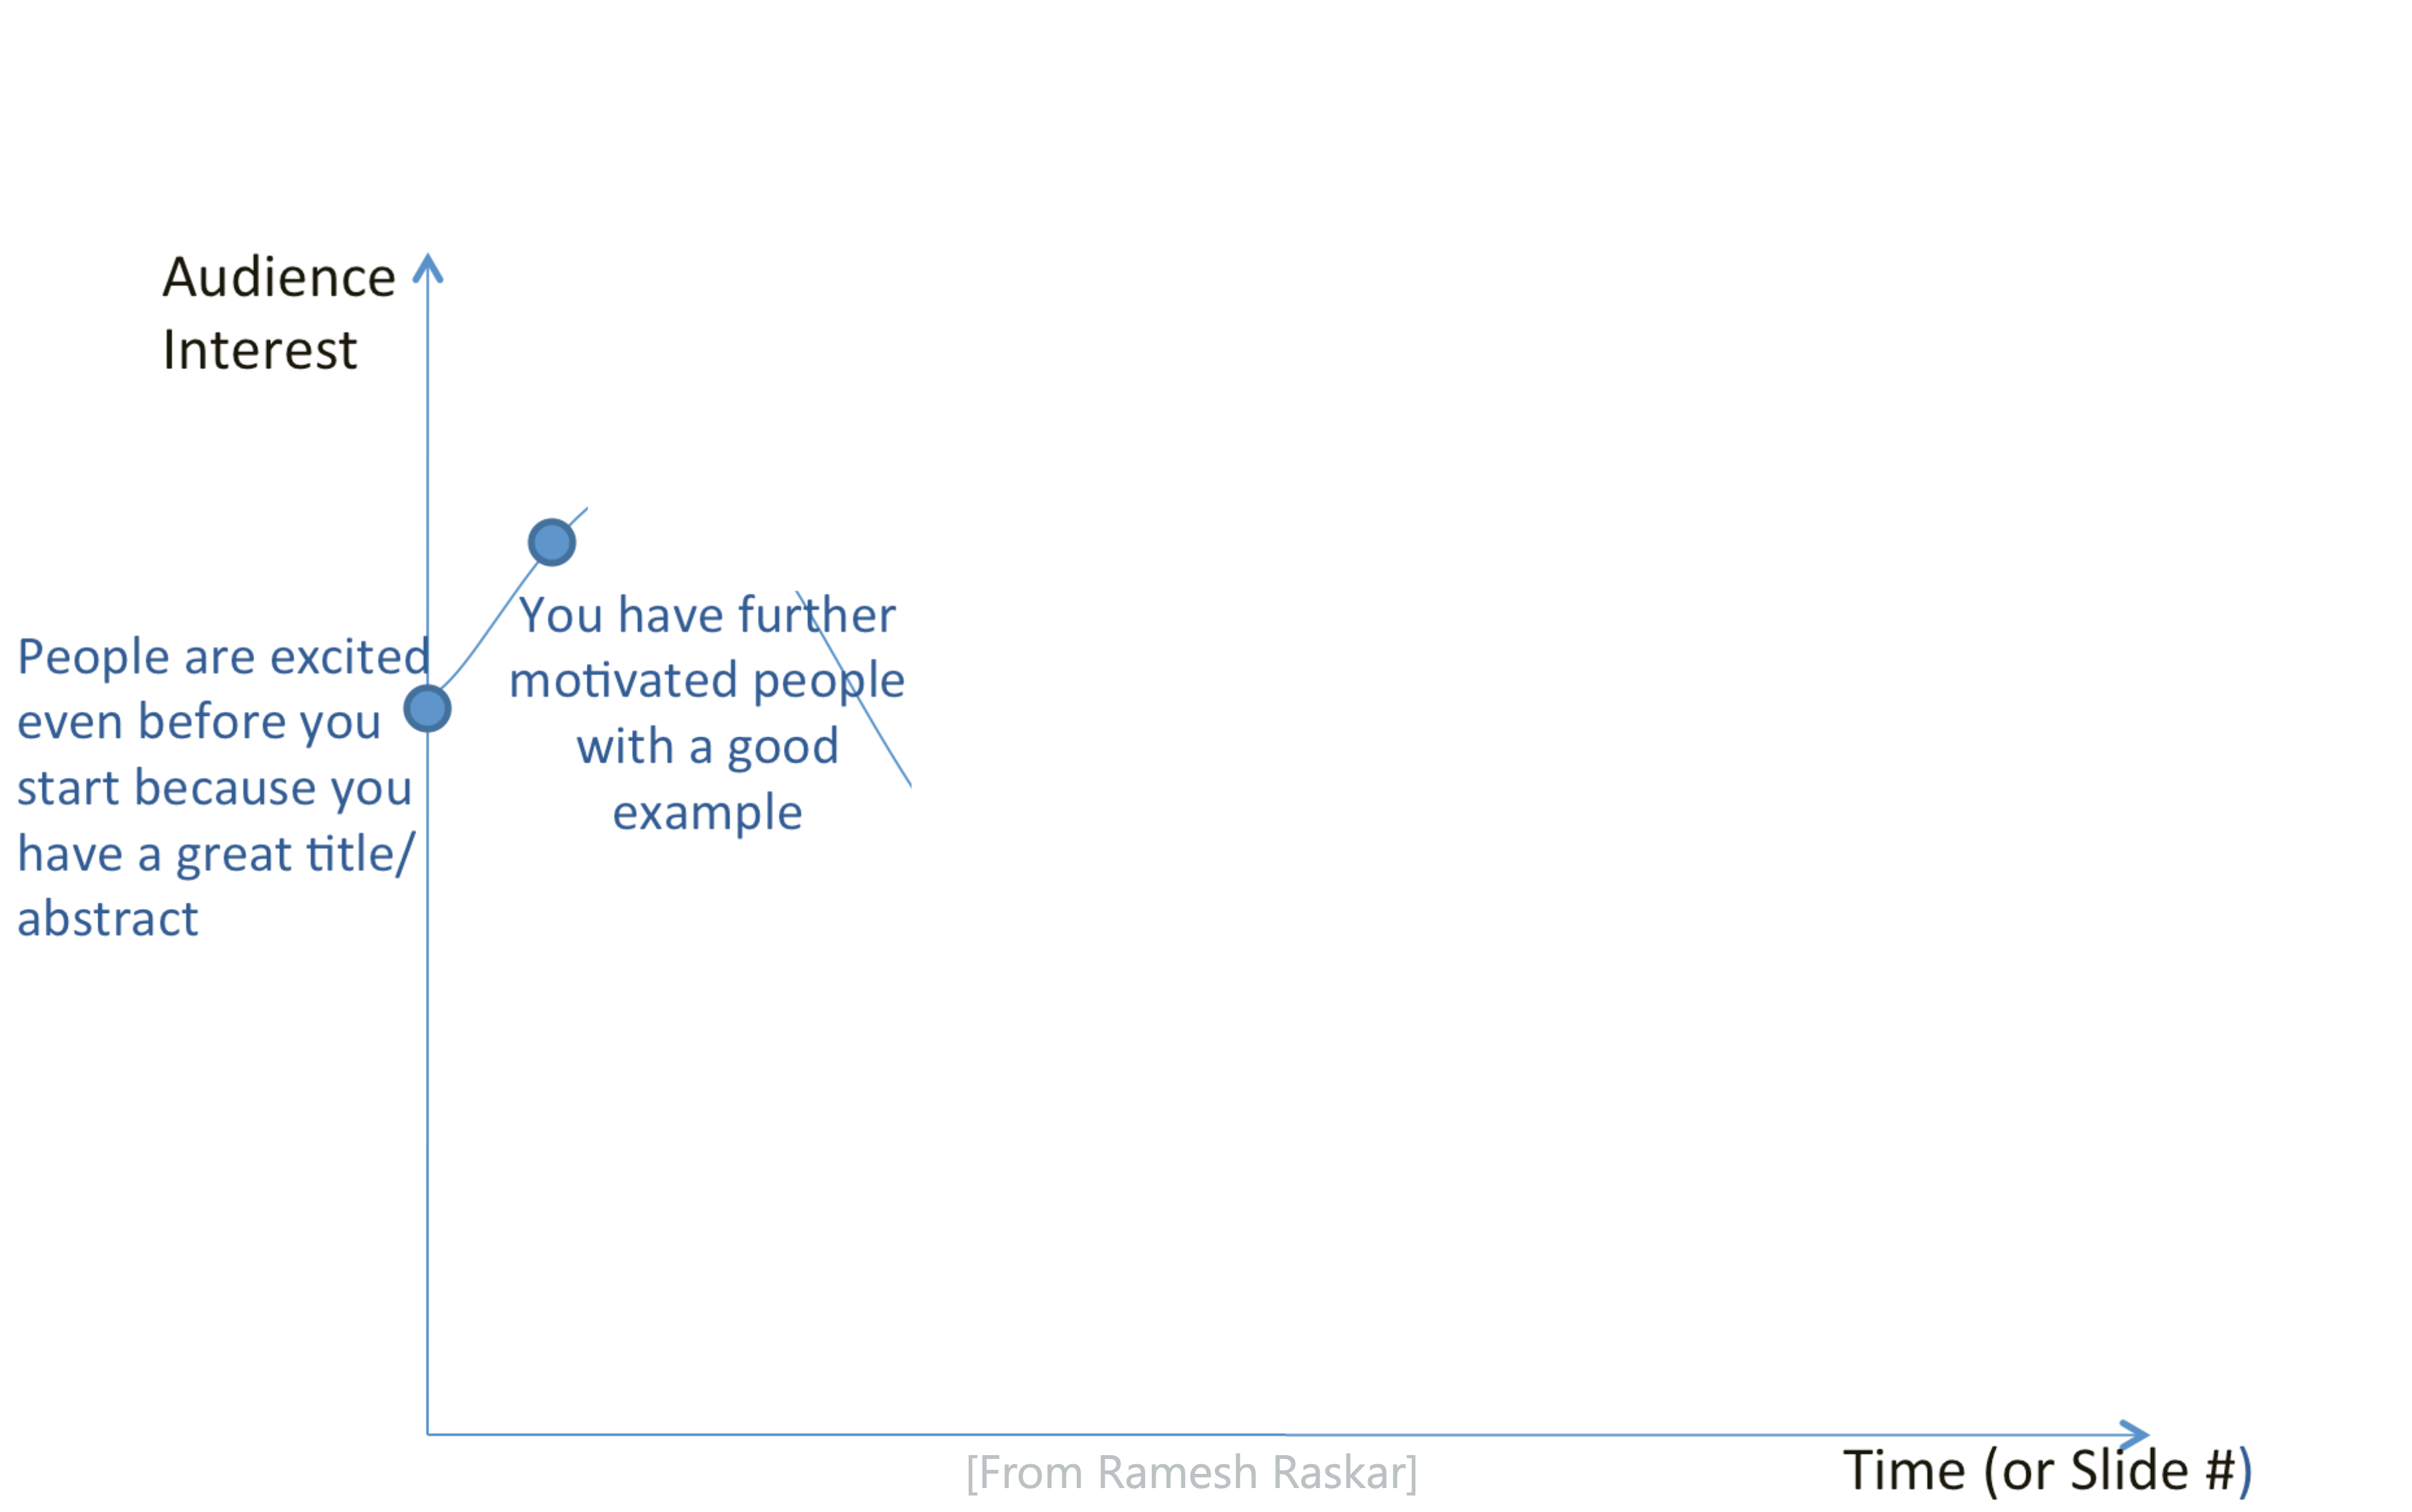 Audience
Interest
People are excited
even before you
start because you
have a great title/
abstract
You have further
motivated people
with a good
example
[From Ramesh Raskar]
Time (or Slide #)